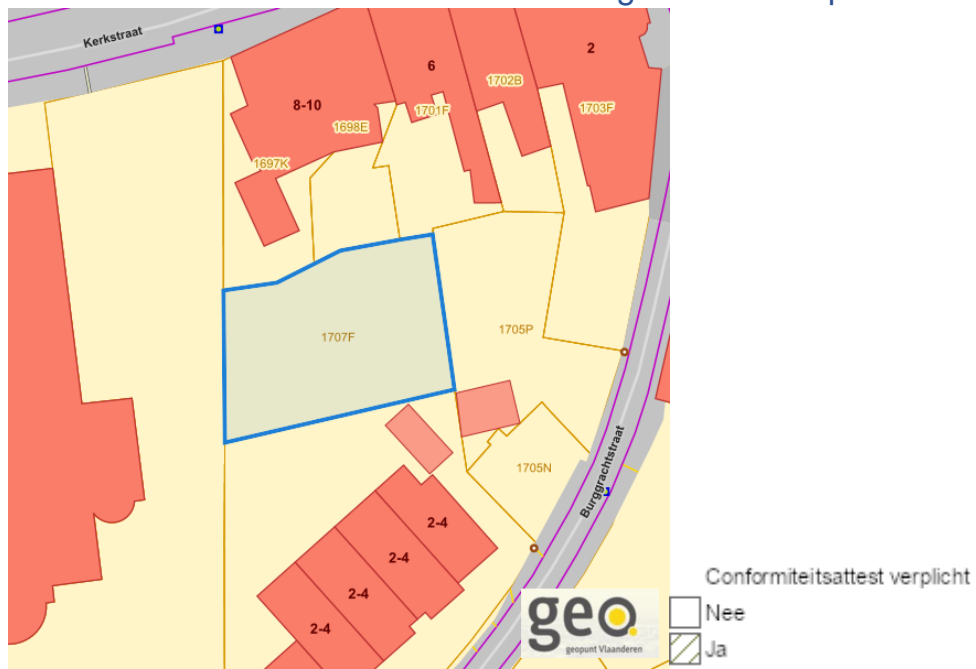 Kerkstraat
2
6
1702B
8-10
1701F
1703F
1698E
1697K
1707F
1705P
1705N
Burggrachtstraat
2-4
2-4
2-4
2-4
geo.
geopunt Vlaanderen
Conformiteitsattest verplicht
Nee
Ja